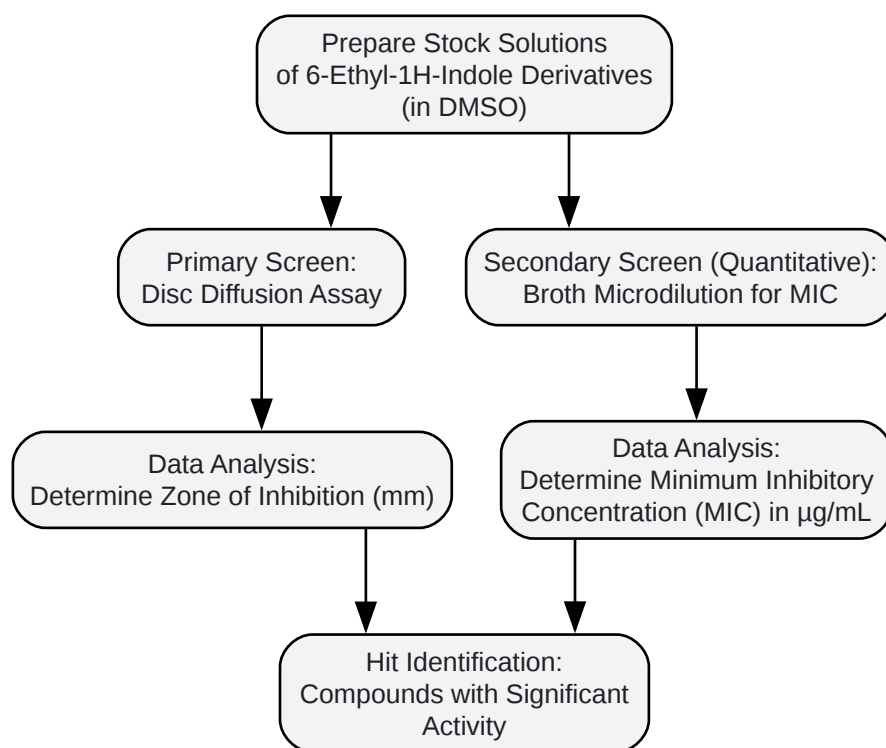 Prepare Stock Solutions
of 6-Ethyl-1H-Indole Derivatives
(in DMSO)
Primary Screen:
Disc Diffusion Assay
Secondary Screen (Quantitative):
Broth Microdilution for MIC
Data Analysis:
Determine Zone of Inhibition (mm)
Data Analysis:
Determine Minimum Inhibitory
Concentration (MIC) in µg/mL
Hit Identification:
Compounds with Significant
Activity